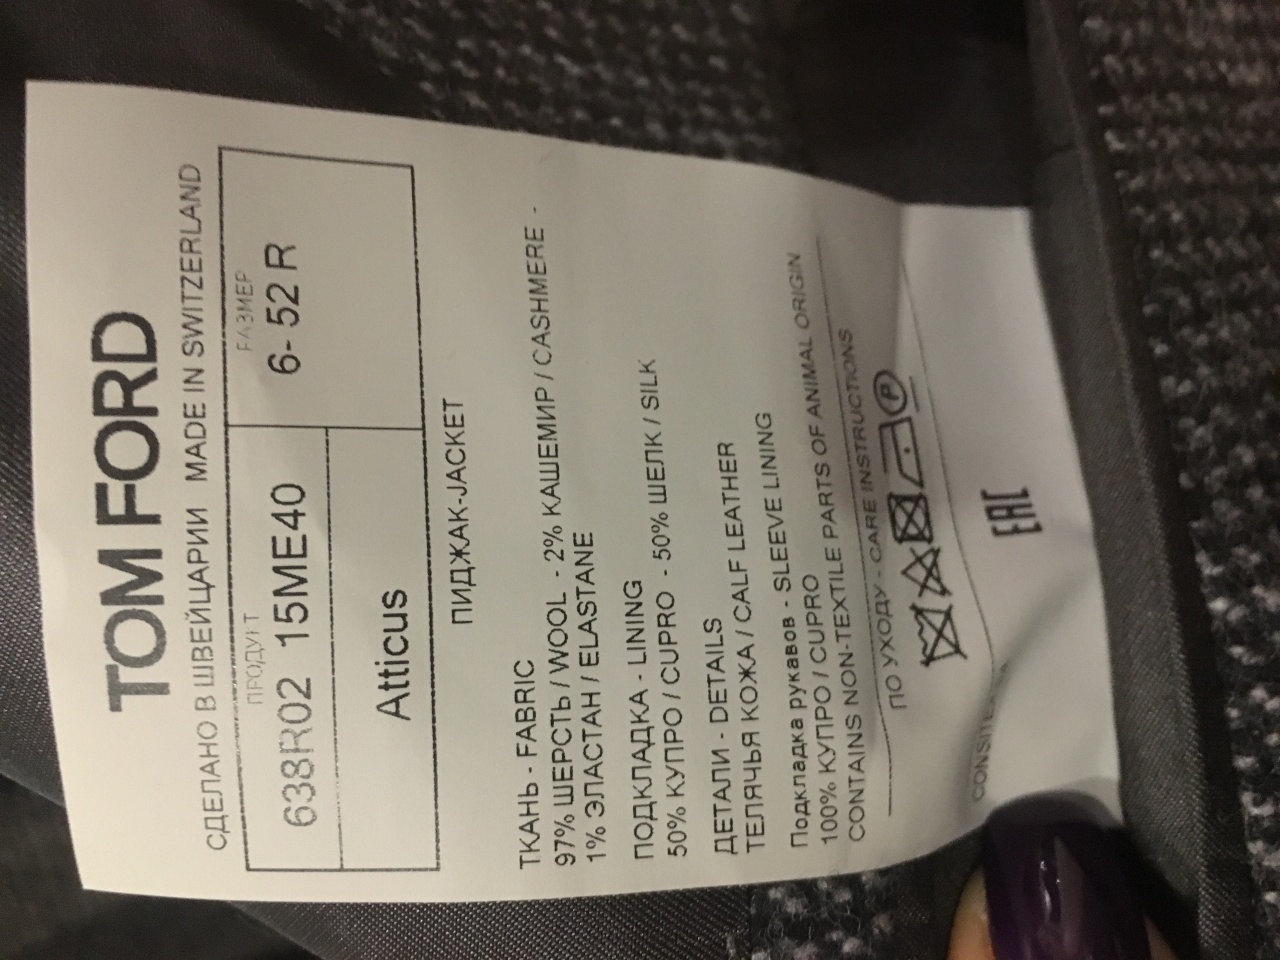 TOM FORD
СДЕЛАНО В ШВЕЙЦАРИИ MADE IN SWITZERLAND
ПРОДУКТ
РАЗМЕР
638R02 15ME40
6- 52 R
Atticus
ПИДЖАК-JACKET
ТКАНЬ - FABRIC
97% ШЕРСТЬ / WOOL - 2% КАШЕМИР / CASHMERE -
1% ЭЛАСТАН / ELASTANE
ПОДКЛАДКА - LINING
50% КУПРО / CUPRO - 50% ШЕЛК / SILK
ДЕТАЛИ - DETAILS
ТЕЛЯЧЬЯ КОЖА / CALF LEATHER
Подкладка рукавов - SLEEVE LINING
100% КУПРО / CUPRO
CONTAINS NON-TEXTILE PARTS OF ANIMAL ORIGIN
ПО УХОДУ - CARE INSTRUCTIONS
P
EAC